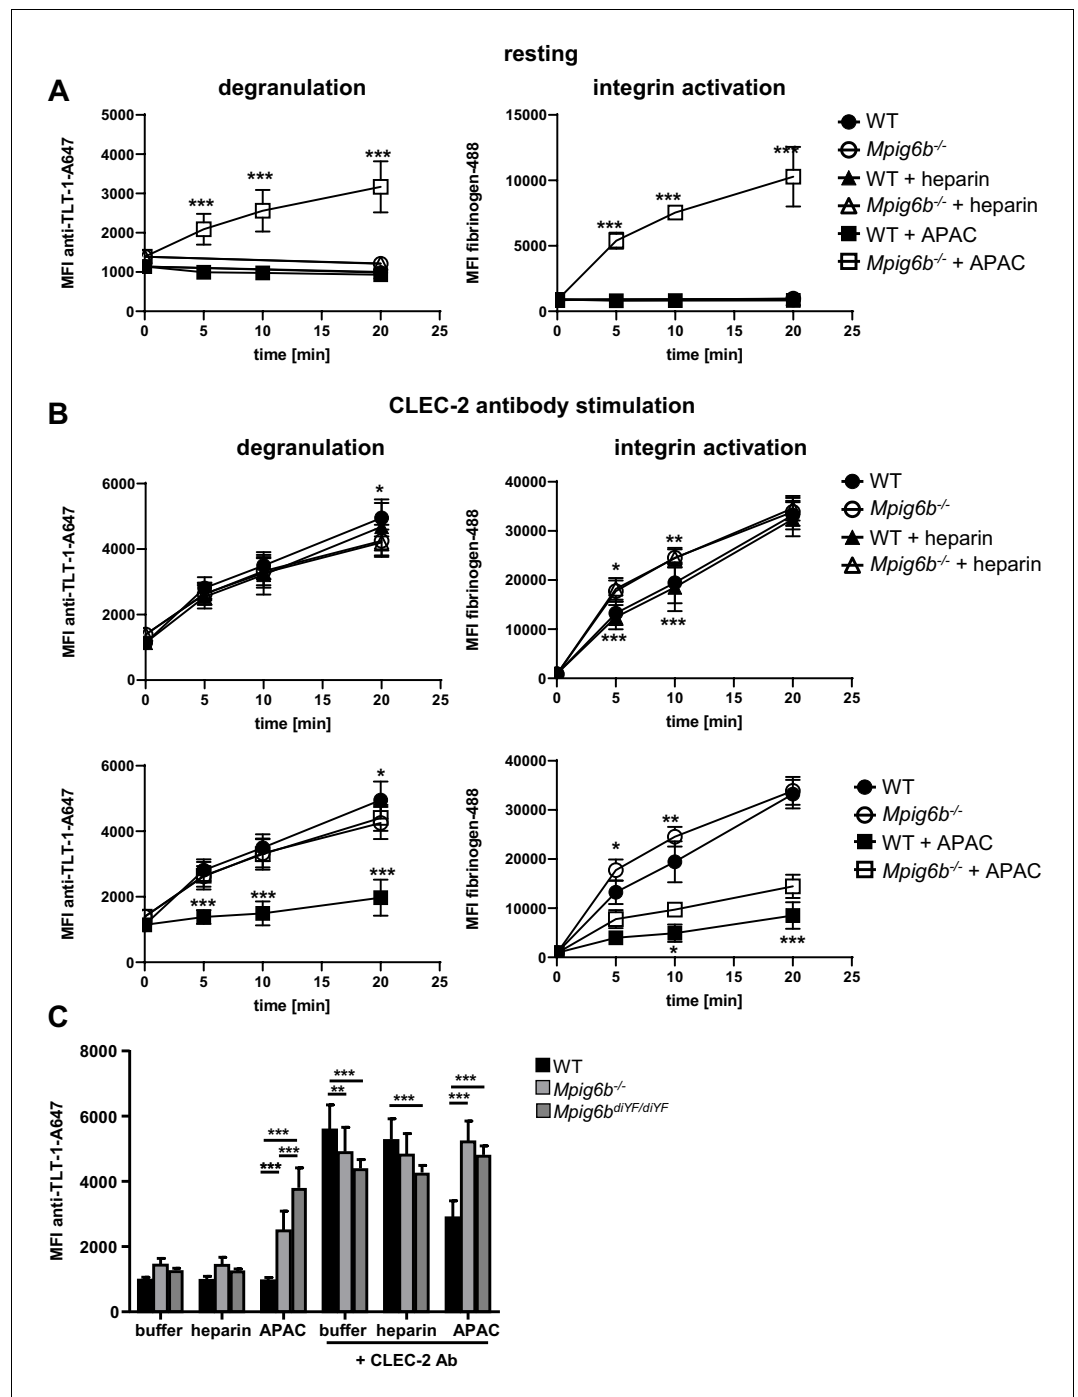 resting
A
degranulation
integrin activation
MFI anti-TLT-1-A647
5000
4000
3000
2000
1000
0
*** *** ***
0 5 10 15 20 25
time [min]
MFI fibrinogen-488
15000
10000
5000
0
*** *** ***
0 5 10 15 20 25
time [min]
WT
Mpig6b-/-
WT + heparin
Mpig6b-/- + heparin
WT + APAC
Mpig6b-/- + APAC
B
CLEC-2 antibody stimulation
degranulation
integrin activation
MFI anti-TLT-1-A647
6000
4000
2000
0
*
0 5 10 15 20 25
time [min]
MFI fibrinogen-488
40000
30000
20000
10000
0
* **
*** ***
0 5 10 15 20 25
time [min]
WT
Mpig6b-/-
WT + heparin
Mpig6b-/- + heparin
MFI anti-TLT-1-A647
6000
4000
2000
0
*
*** *** ***
0 5 10 15 20 25
time [min]
MFI fibrinogen-488
40000
30000
20000
10000
0
* **
* ***
0 5 10 15 20 25
time [min]
WT
Mpig6b-/-
WT + APAC
Mpig6b-/- + APAC
C
MFI anti-TLT-1-A647
8000
6000
4000
2000
0
***
*** ***
***
**
***
***
***
buffer heparin APAC buffer heparin APAC
+ CLEC-2 Ab
WT
Mpig6b-/-
Mpig6bdiYF/diYF